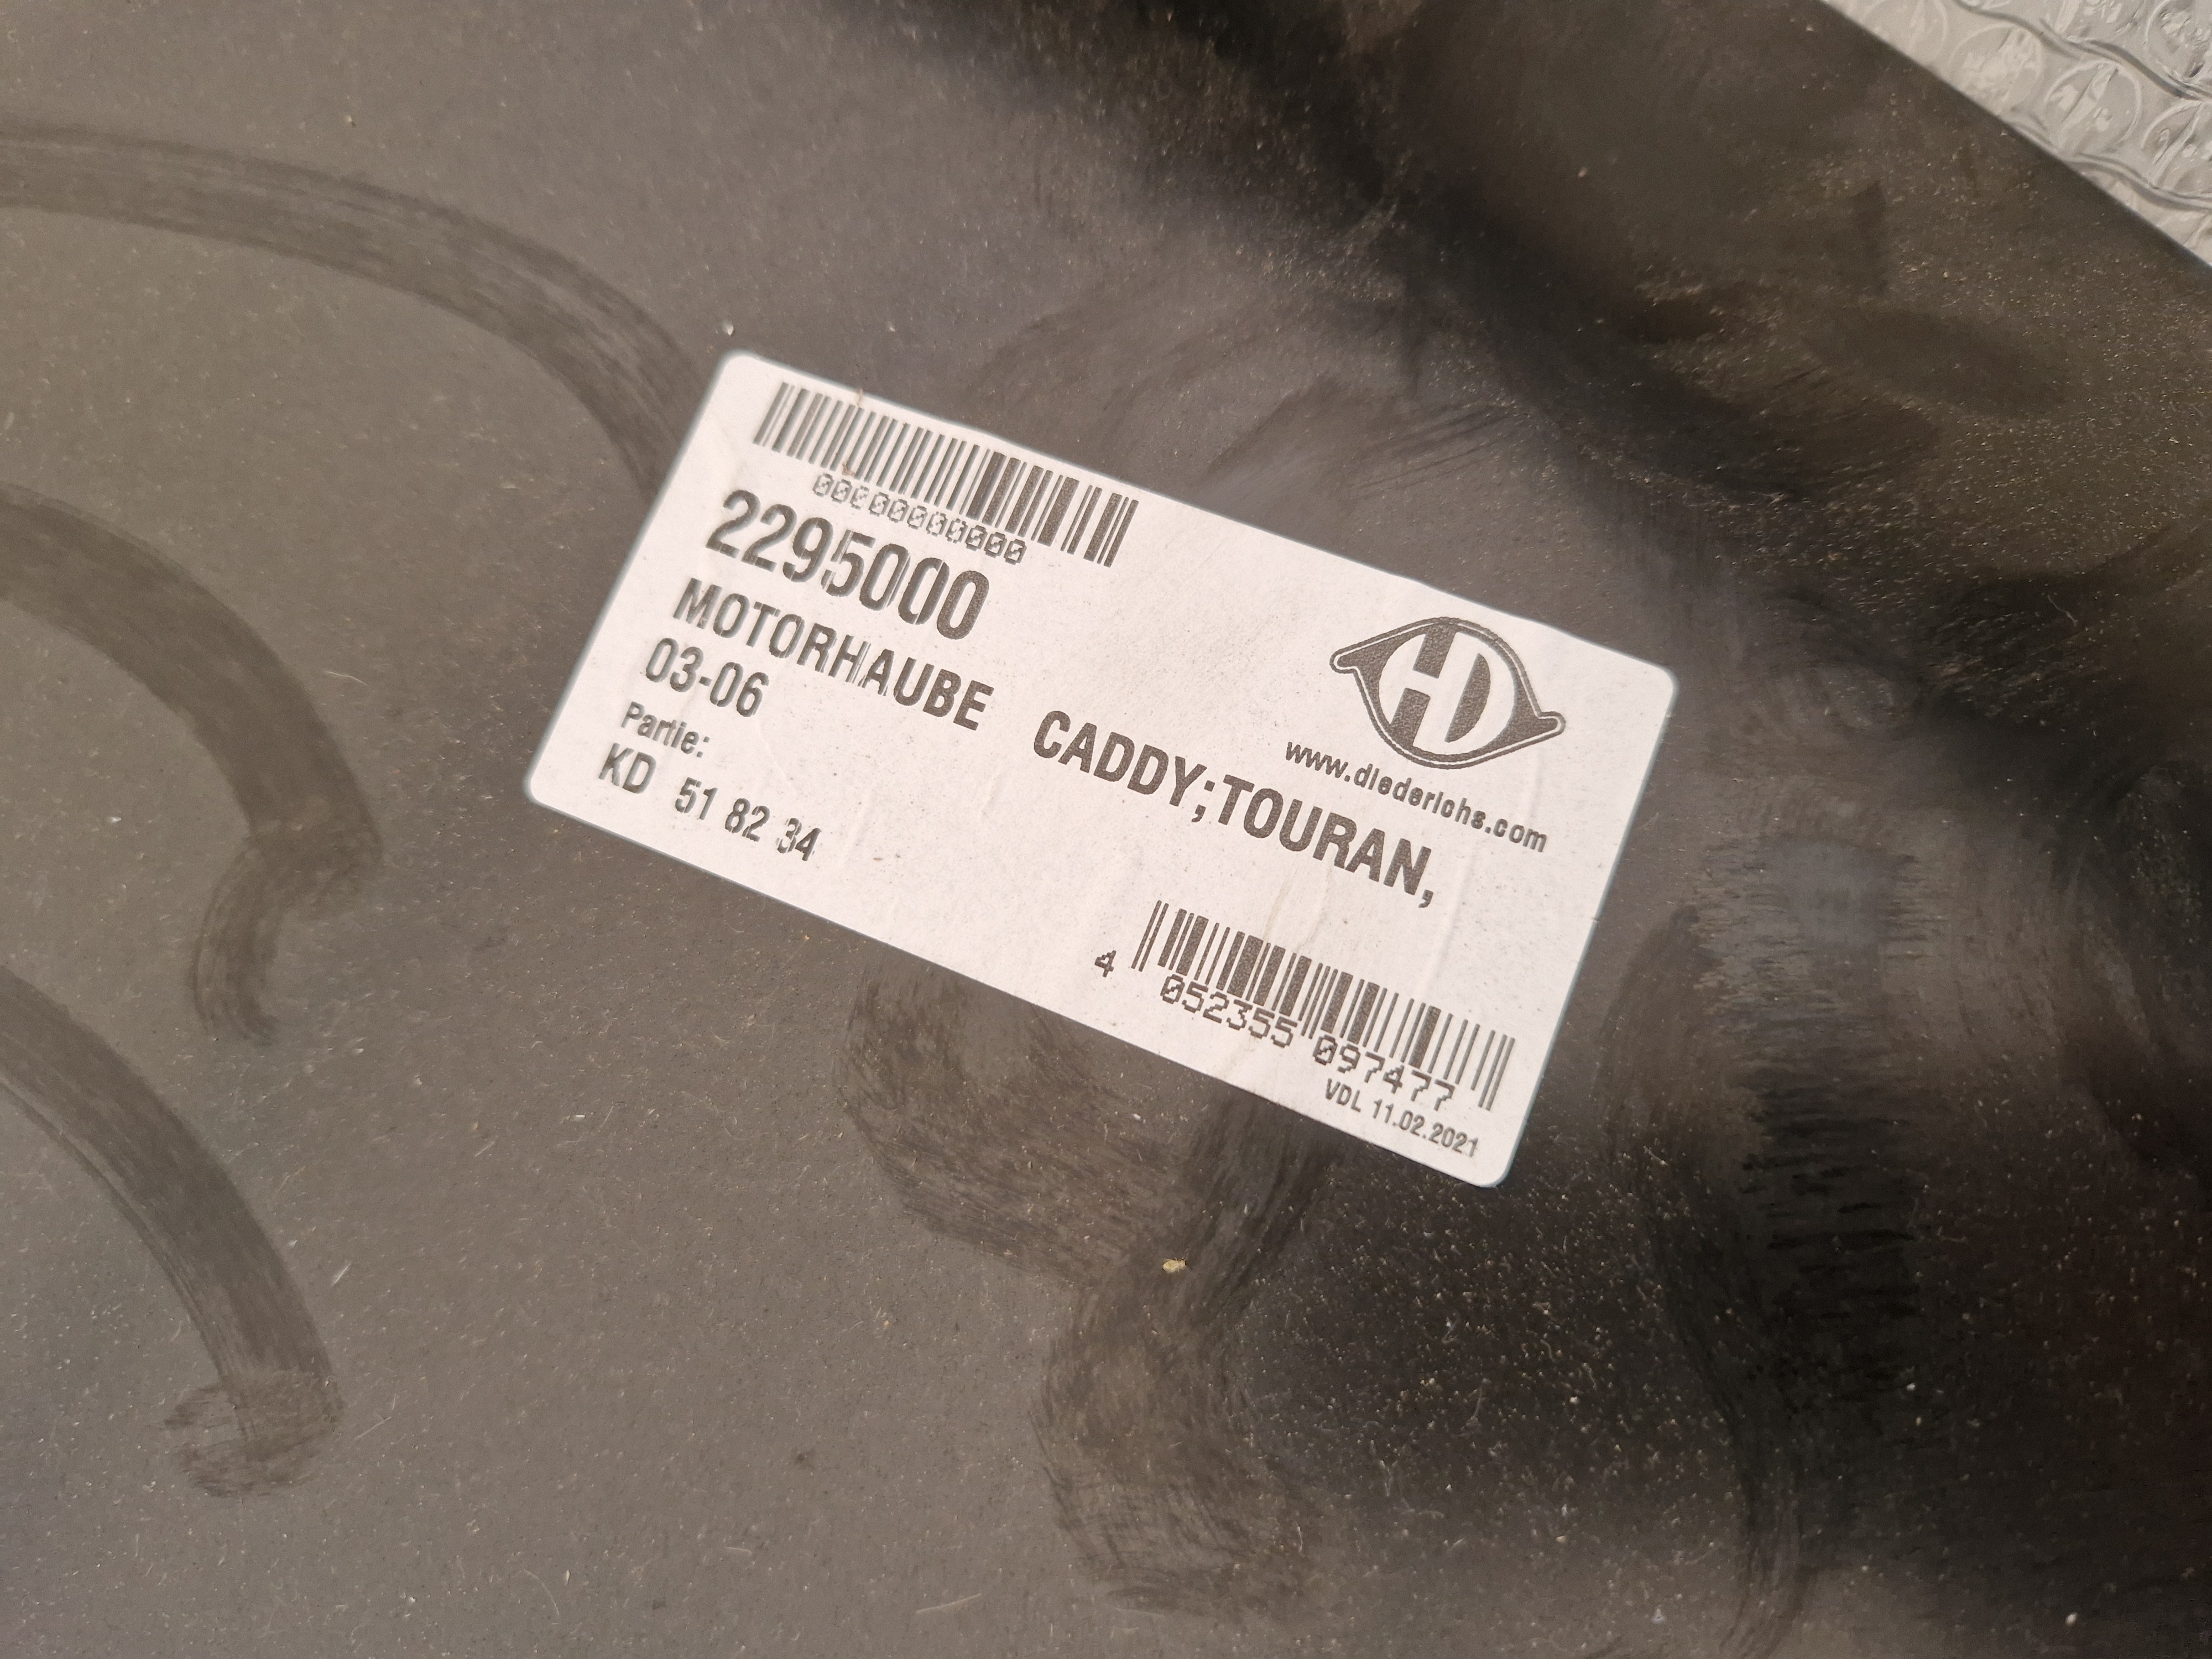 00000000000
2295000
HD
www.diederichs.com
MOTORHAUBE CADDY;TOURAN,
03-06
Partie:
KD 51 82 34
4 052355 097477
VDL 11.02.2021